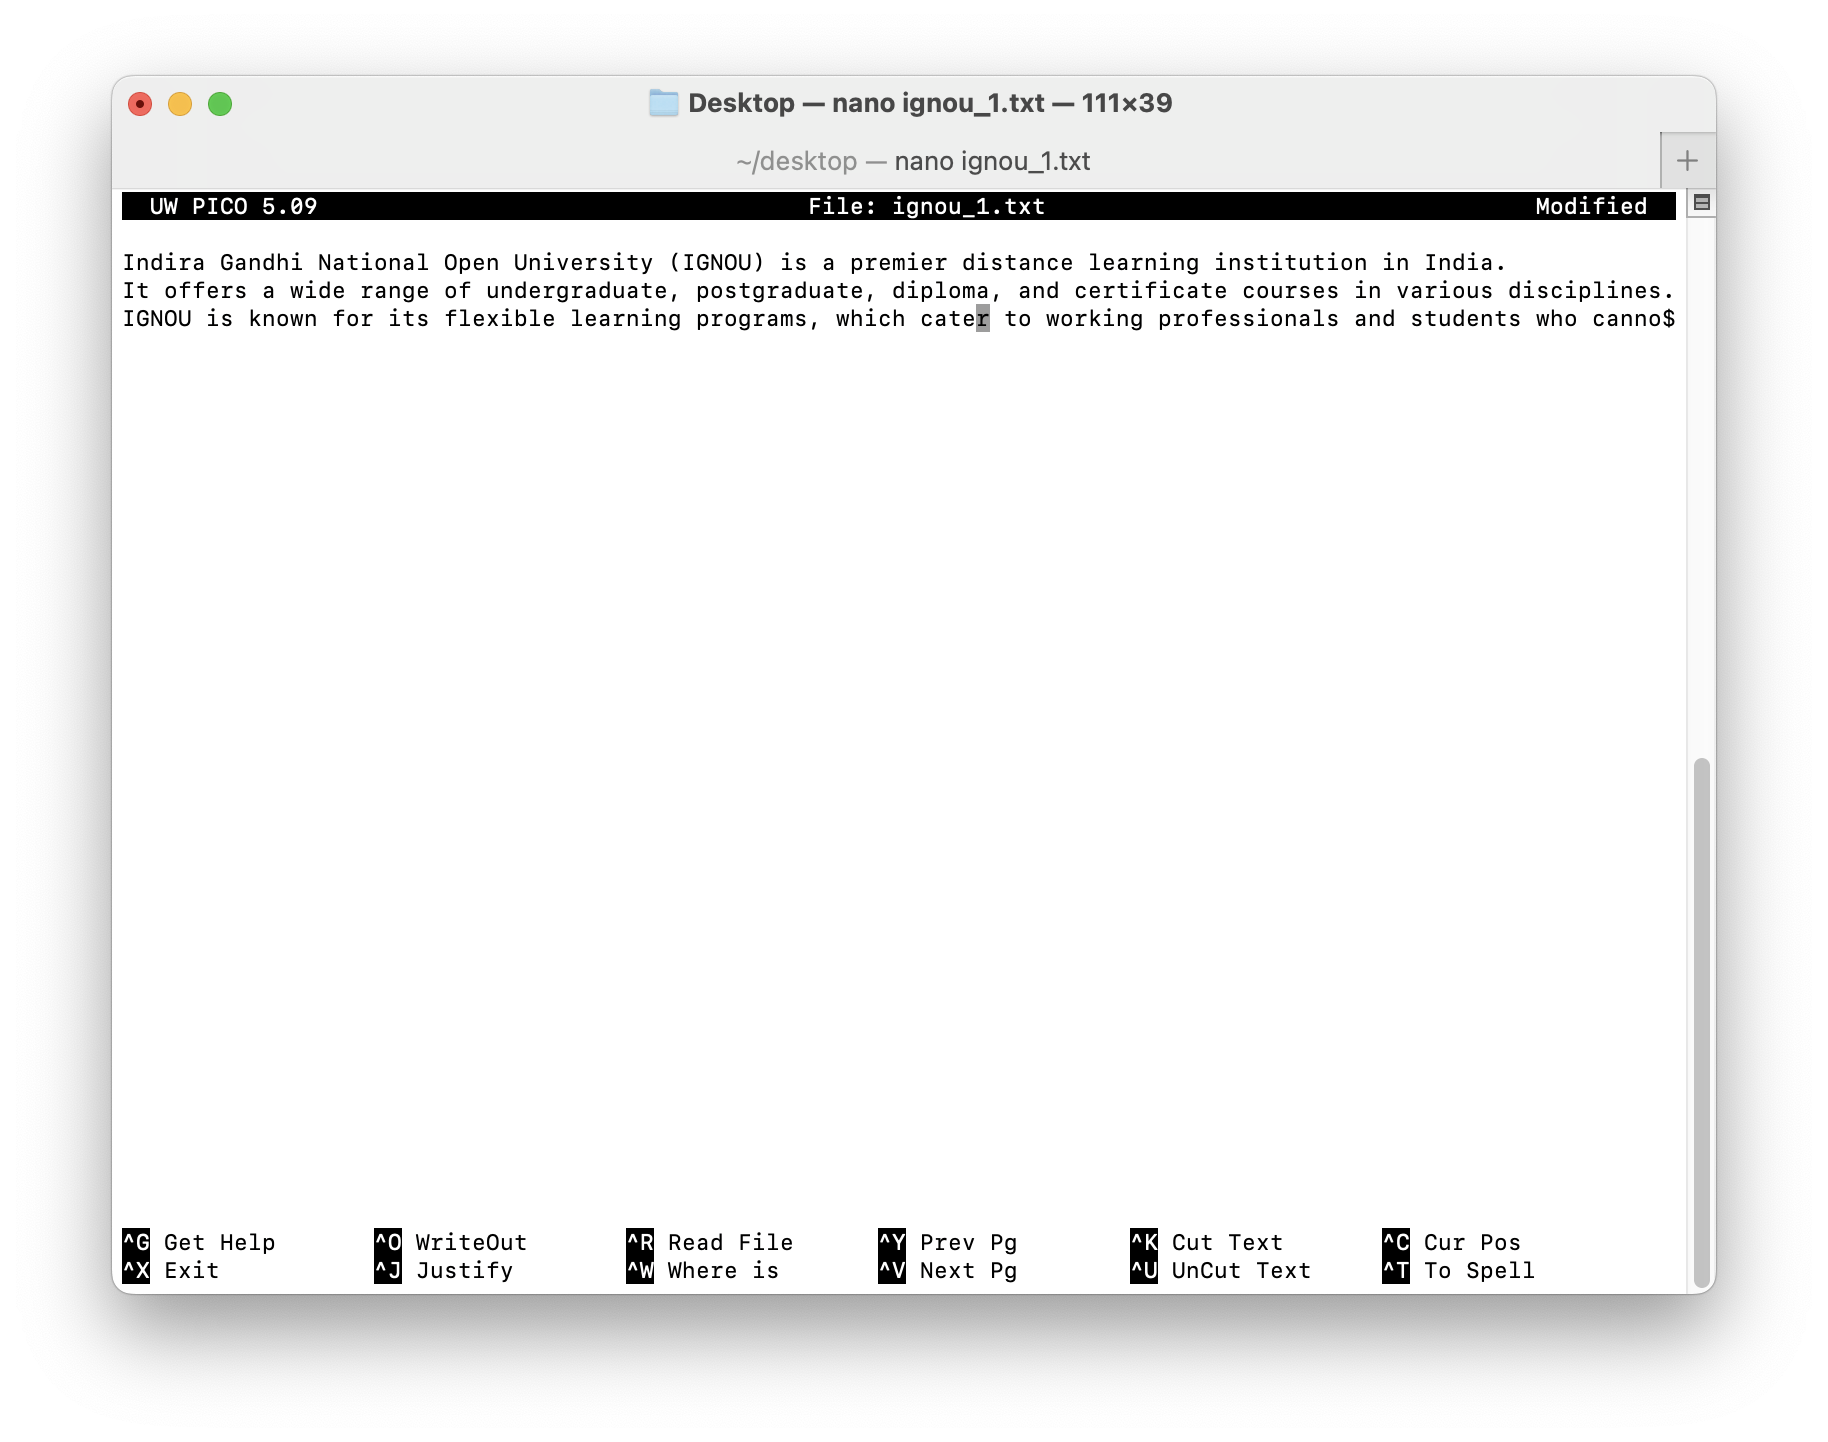 Desktop — nano ignou_1.txt — 111×39
~/desktop — nano ignou_1.txt
UW PICO 5.09 File: ignou_1.txt Modified
Indira Gandhi National Open University (IGNOU) is a premier distance learning institution in India.
It offers a wide range of undergraduate, postgraduate, diploma, and certificate courses in various disciplines.
IGNOU is known for its flexible learning programs, which cater to working professionals and students who canno$
^G Get Help ^O WriteOut ^R Read File ^Y Prev Pg ^K Cut Text ^C Cur Pos
^X Exit ^J Justify ^W Where is ^V Next Pg ^U UnCut Text ^T To Spell